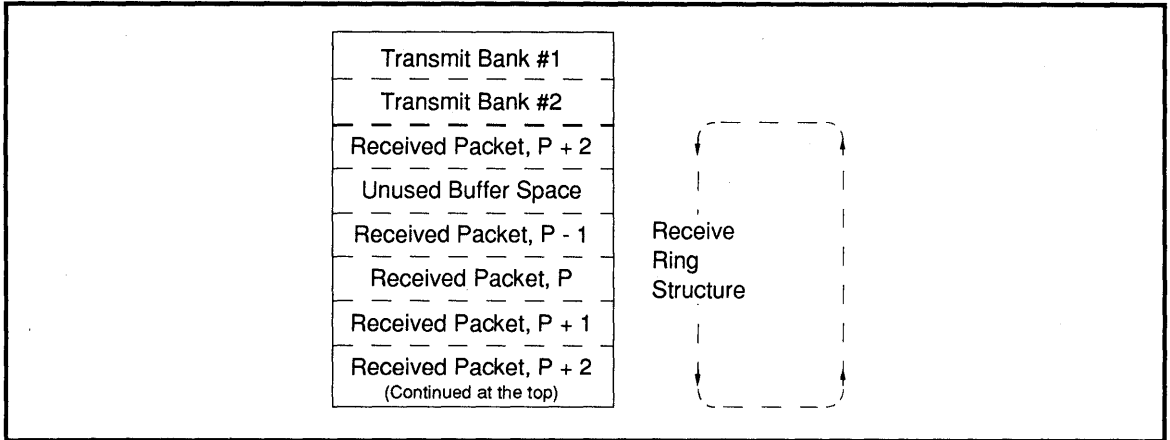 Transmit Bank #1
Transmit Bank #2
Received Packet, P + 2
Unused Buffer Space
Received Packet, P - 1
Received Packet, P
Received Packet, P + 1
Received Packet, P + 2
(Continued at the top)
Receive
Ring
Structure